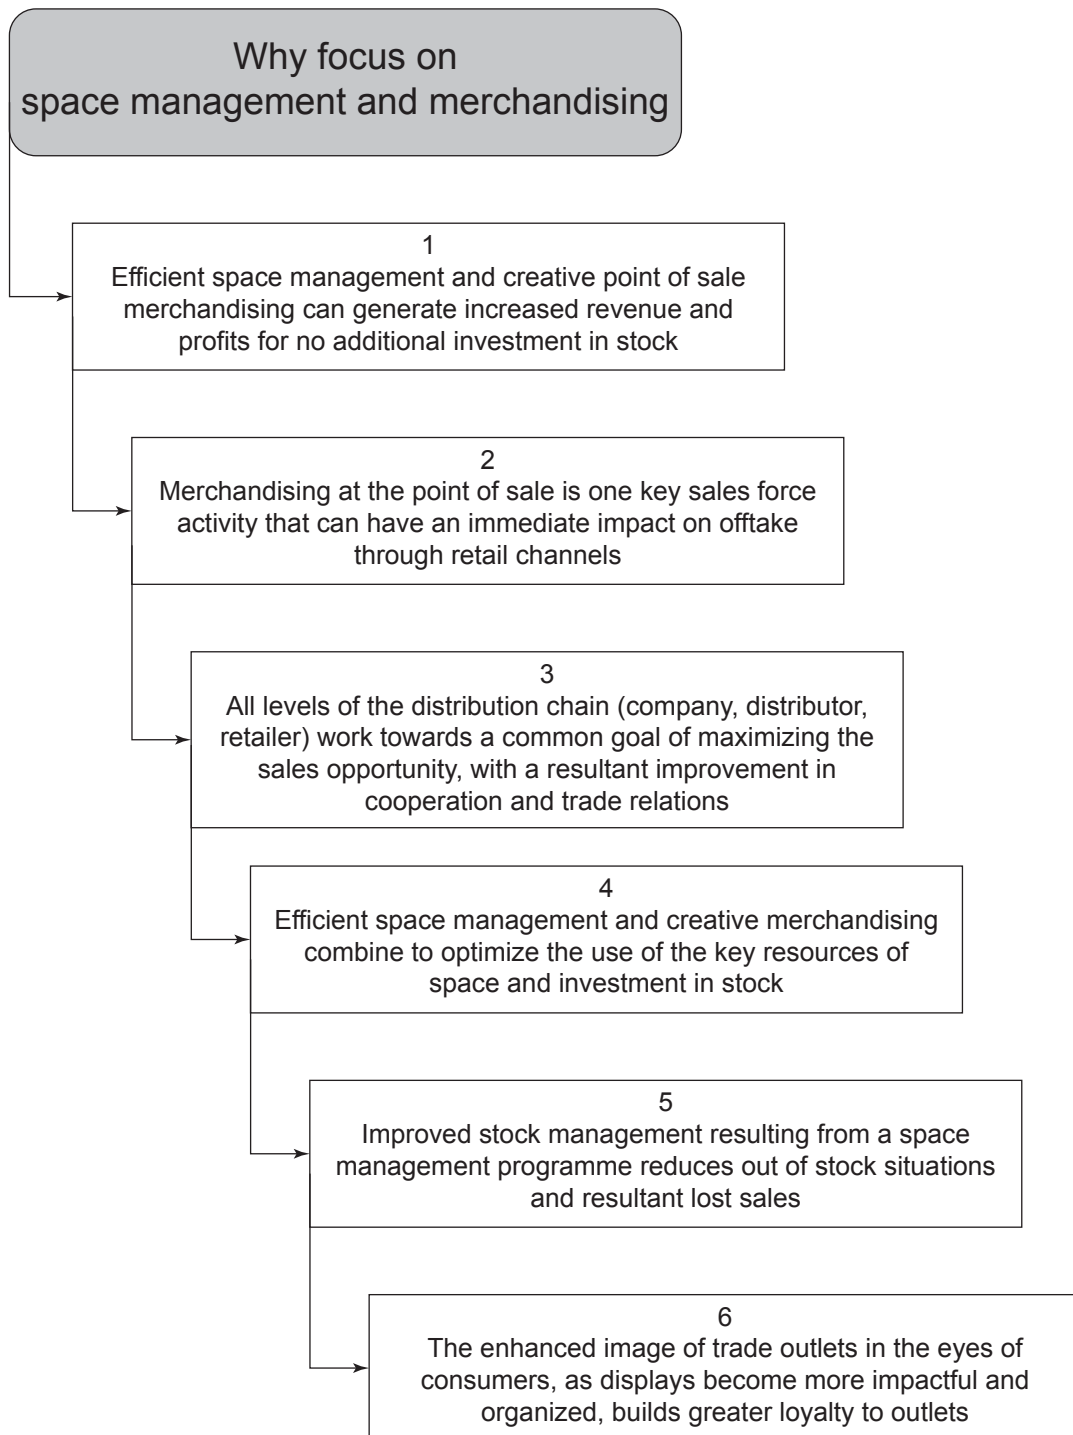 Why focus on
space management and merchandising
1
Efficient space management and creative point of sale
merchandising can generate increased revenue and
profits for no additional investment in stock
2
Merchandising at the point of sale is one key sales force
activity that can have an immediate impact on offtake
through retail channels
3
All levels of the distribution chain (company, distributor,
retailer) work towards a common goal of maximizing the
sales opportunity, with a resultant improvement in
cooperation and trade relations
4
Efficient space management and creative merchandising
combine to optimize the use of the key resources of
space and investment in stock
5
Improved stock management resulting from a space
management programme reduces out of stock situations
and resultant lost sales
6
The enhanced image of trade outlets in the eyes of
consumers, as displays become more impactful and
organized, builds greater loyalty to outlets